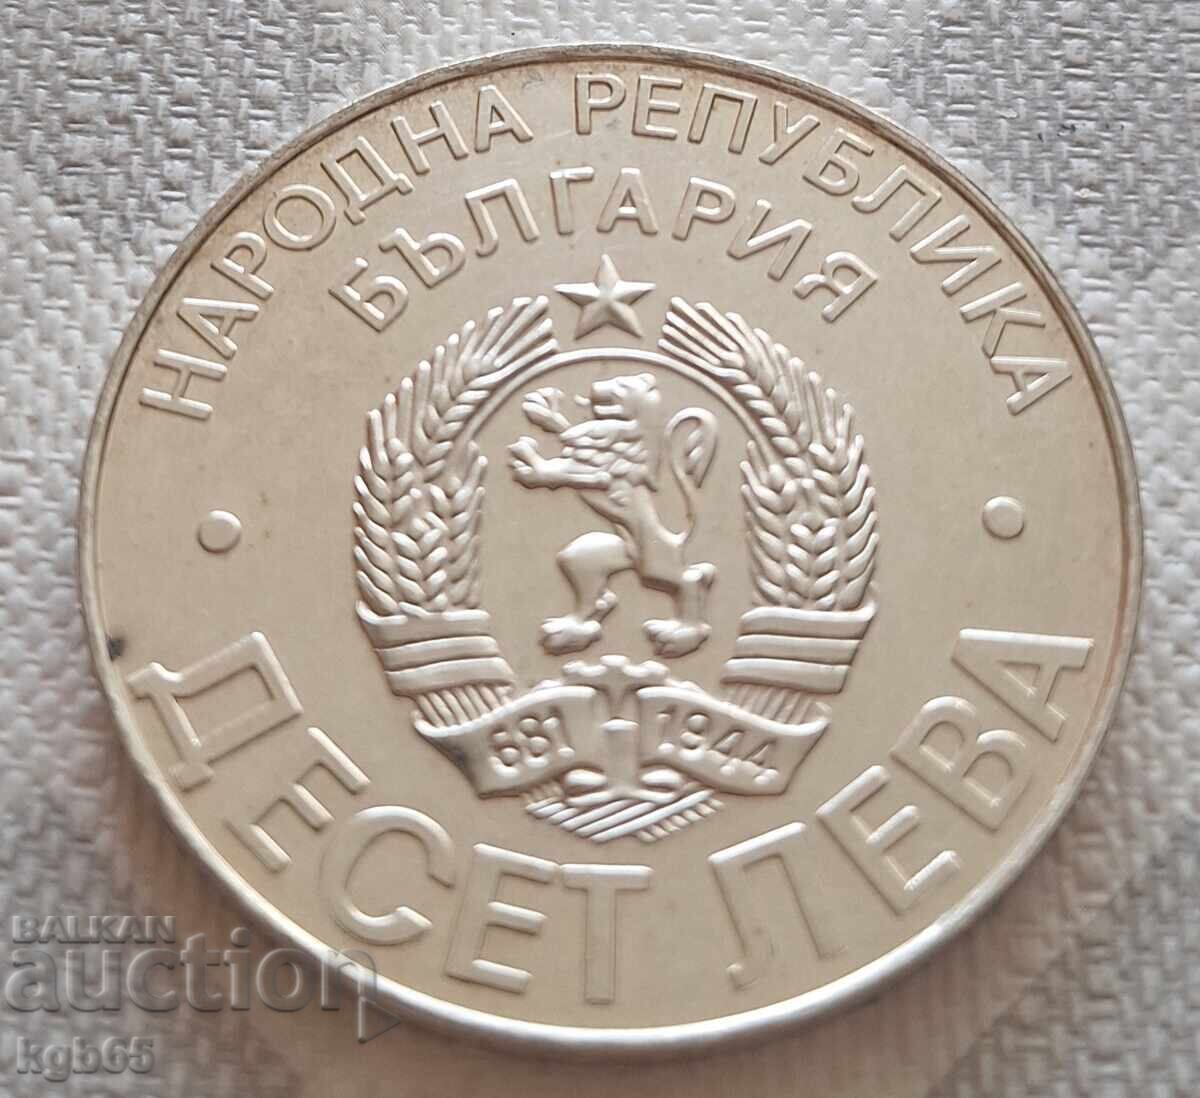 НАРОДНА РЕПУБЛИКА
БЪЛГАРИЯ
681 1944
ДЕСЕТ ЛЕВА
BALKAN
auction
kgb65